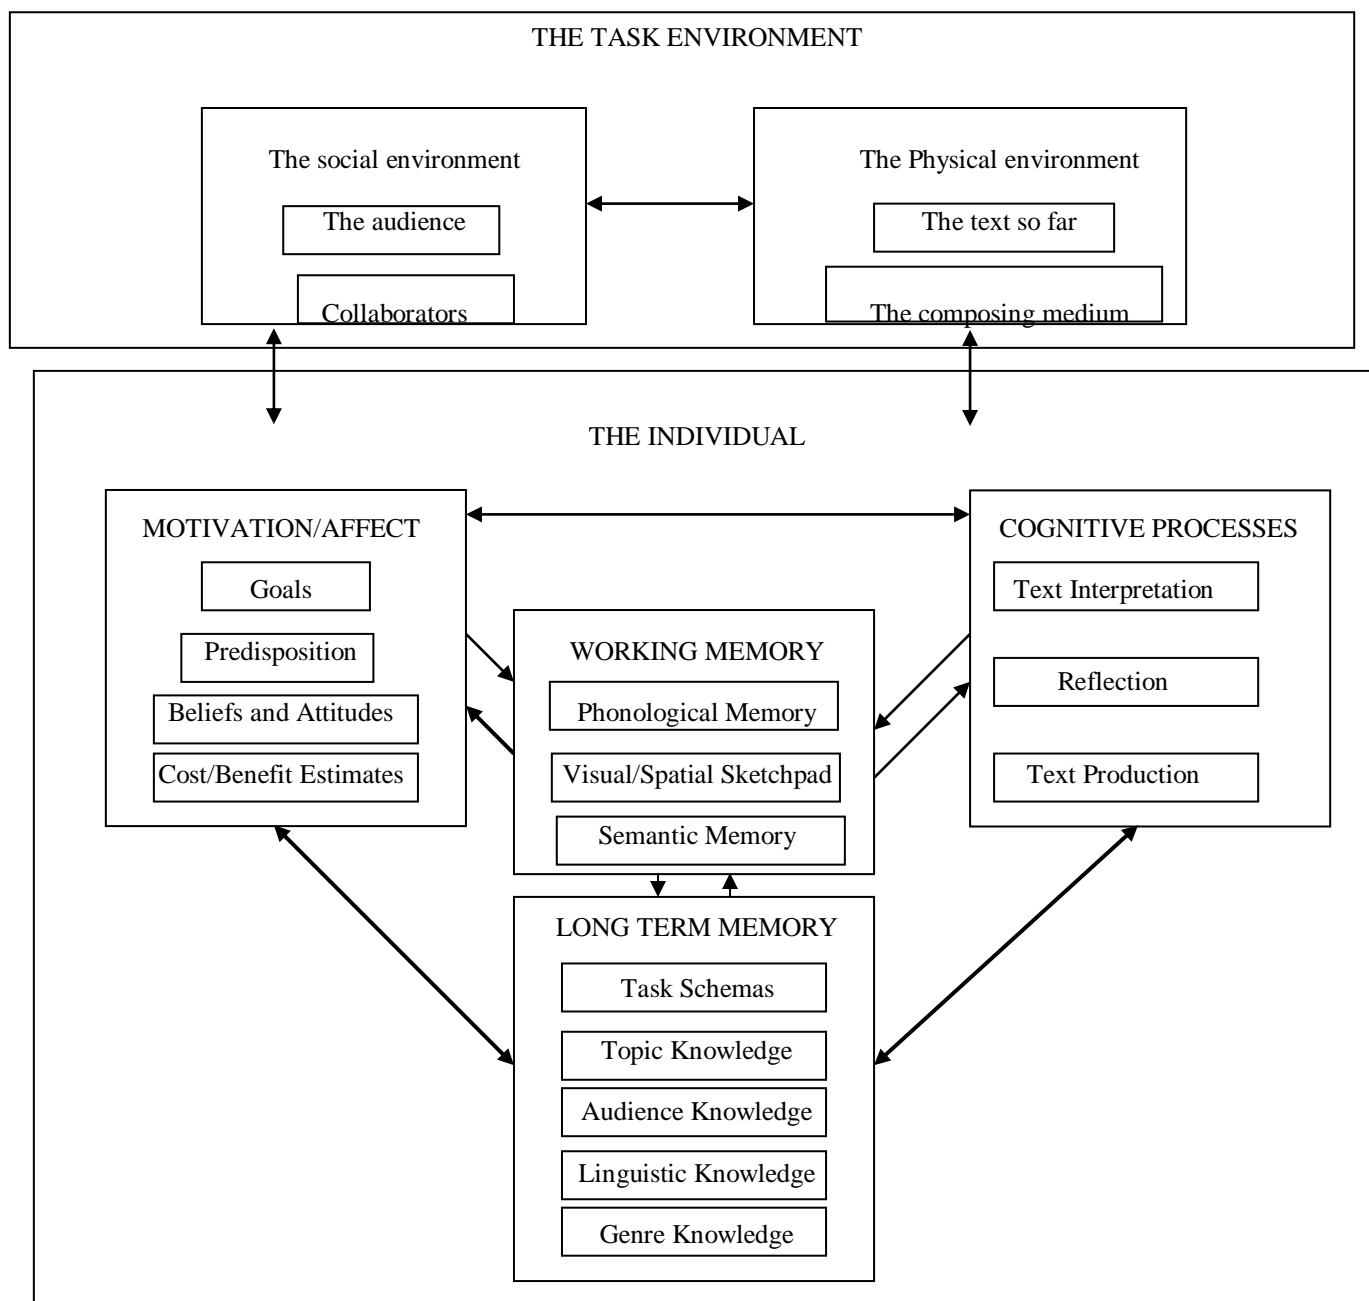 THE TASK ENVIRONMENT
The social environment
The audience
Collaborators
The Physical environment
The text so far
The composing medium
THE INDIVIDUAL
MOTIVATION/AFFECT
Goals
Predisposition
Beliefs and Attitudes
Cost/Benefit Estimates
WORKING MEMORY
Phonological Memory
Visual/Spatial Sketchpad
Semantic Memory
COGNITIVE PROCESSES
Text Interpretation
Reflection
Text Production
LONG TERM MEMORY
Task Schemas
Topic Knowledge
Audience Knowledge
Linguistic Knowledge
Genre Knowledge